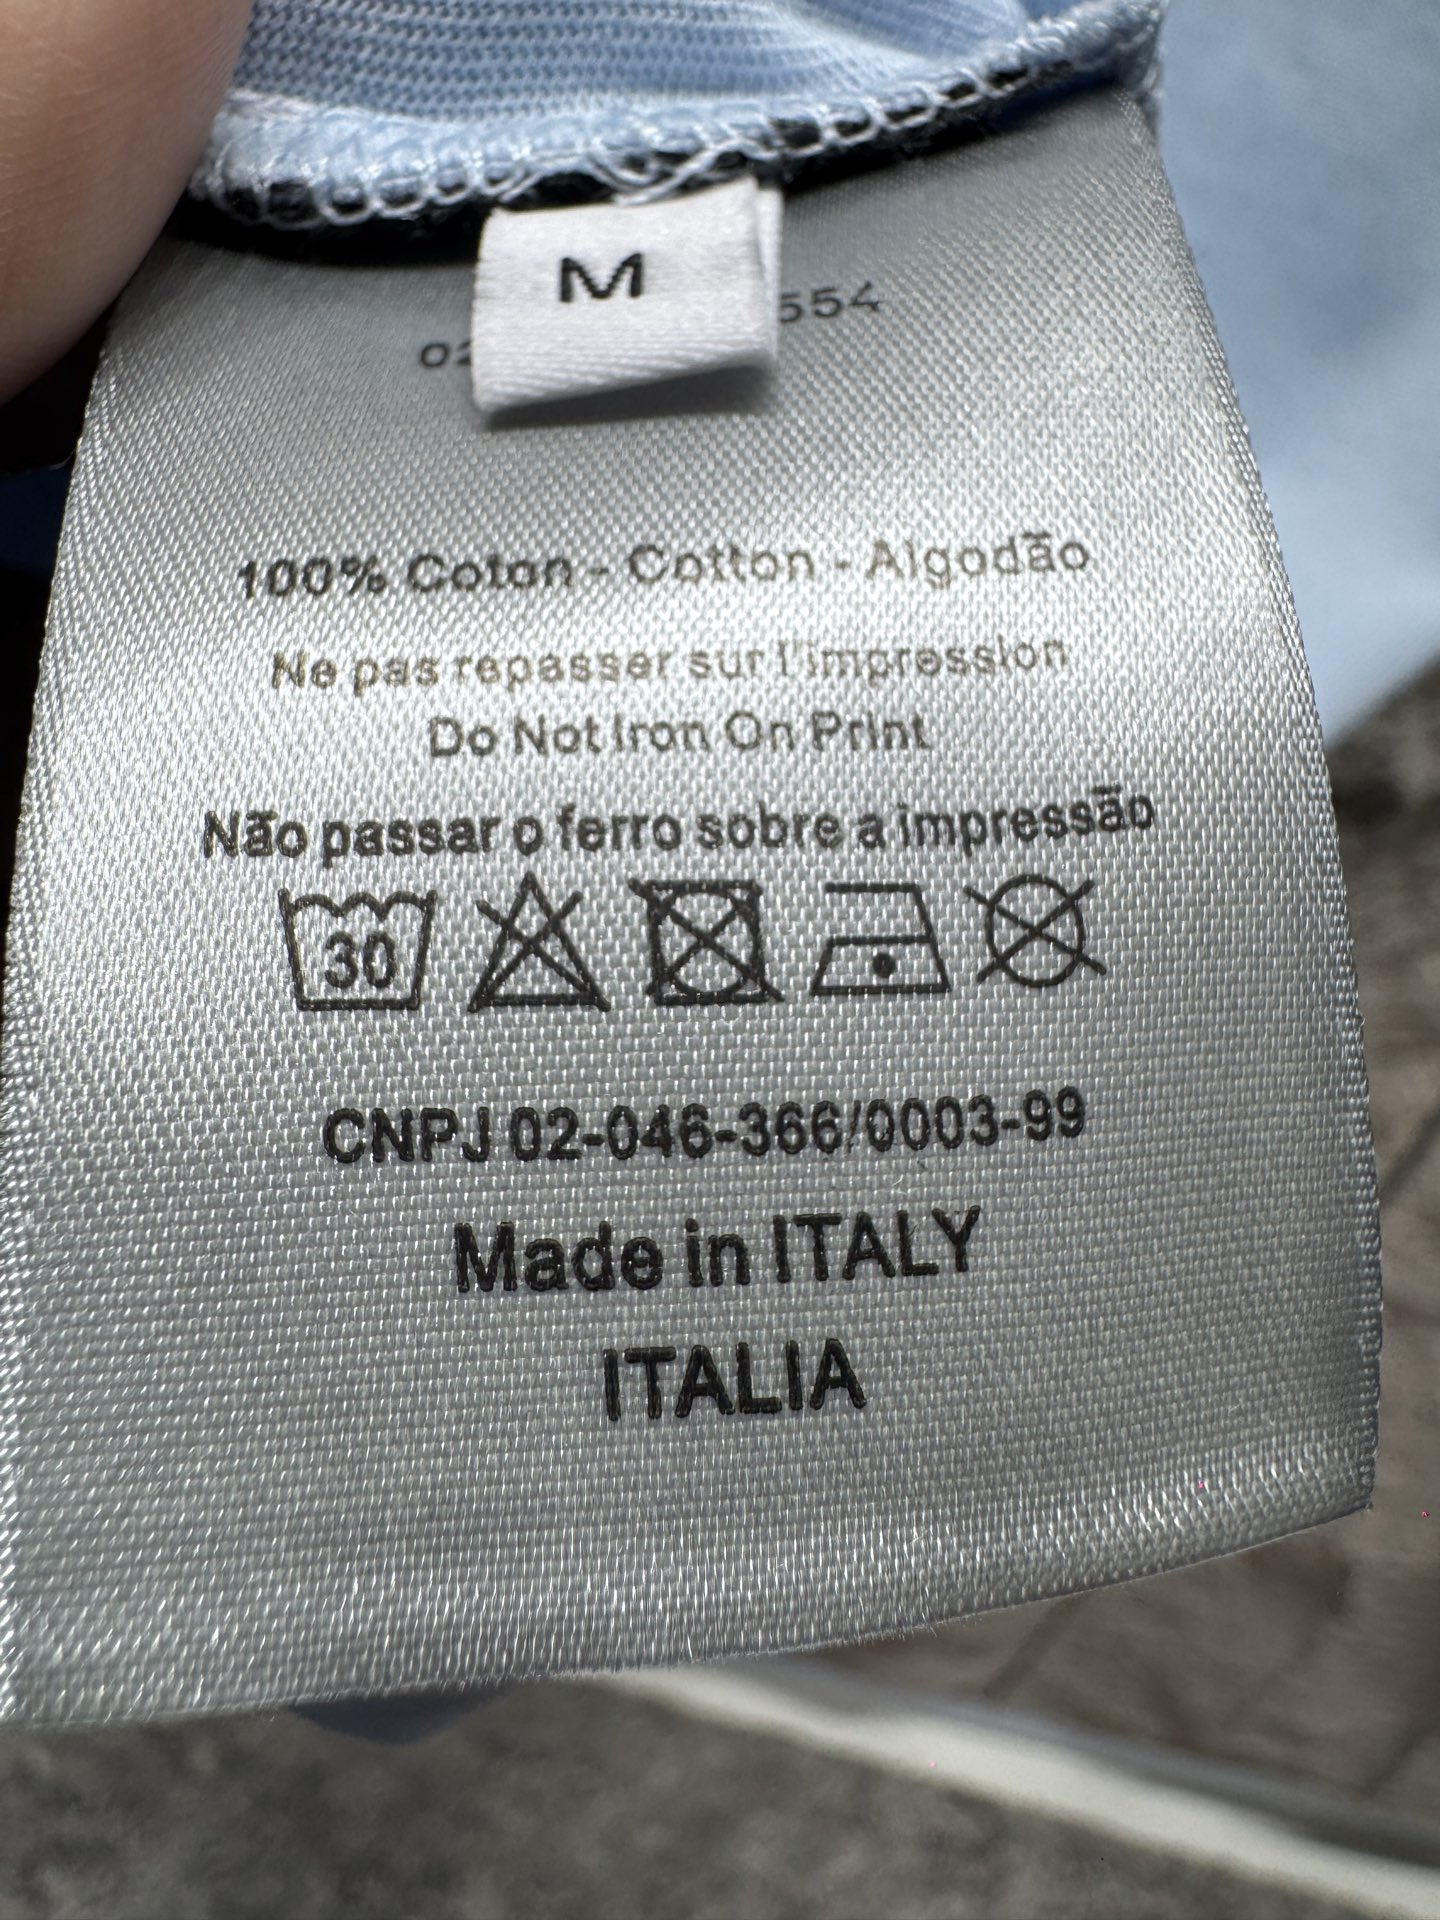 M
554
02
100% Coton - Cotton - Algodão
Ne pas repasser sur l'impression
Do Not Iron On Print
Não passar o ferro sobre a impressão
30
CNPJ 02-046-366/0003-99
Made in ITALY
ITALIA